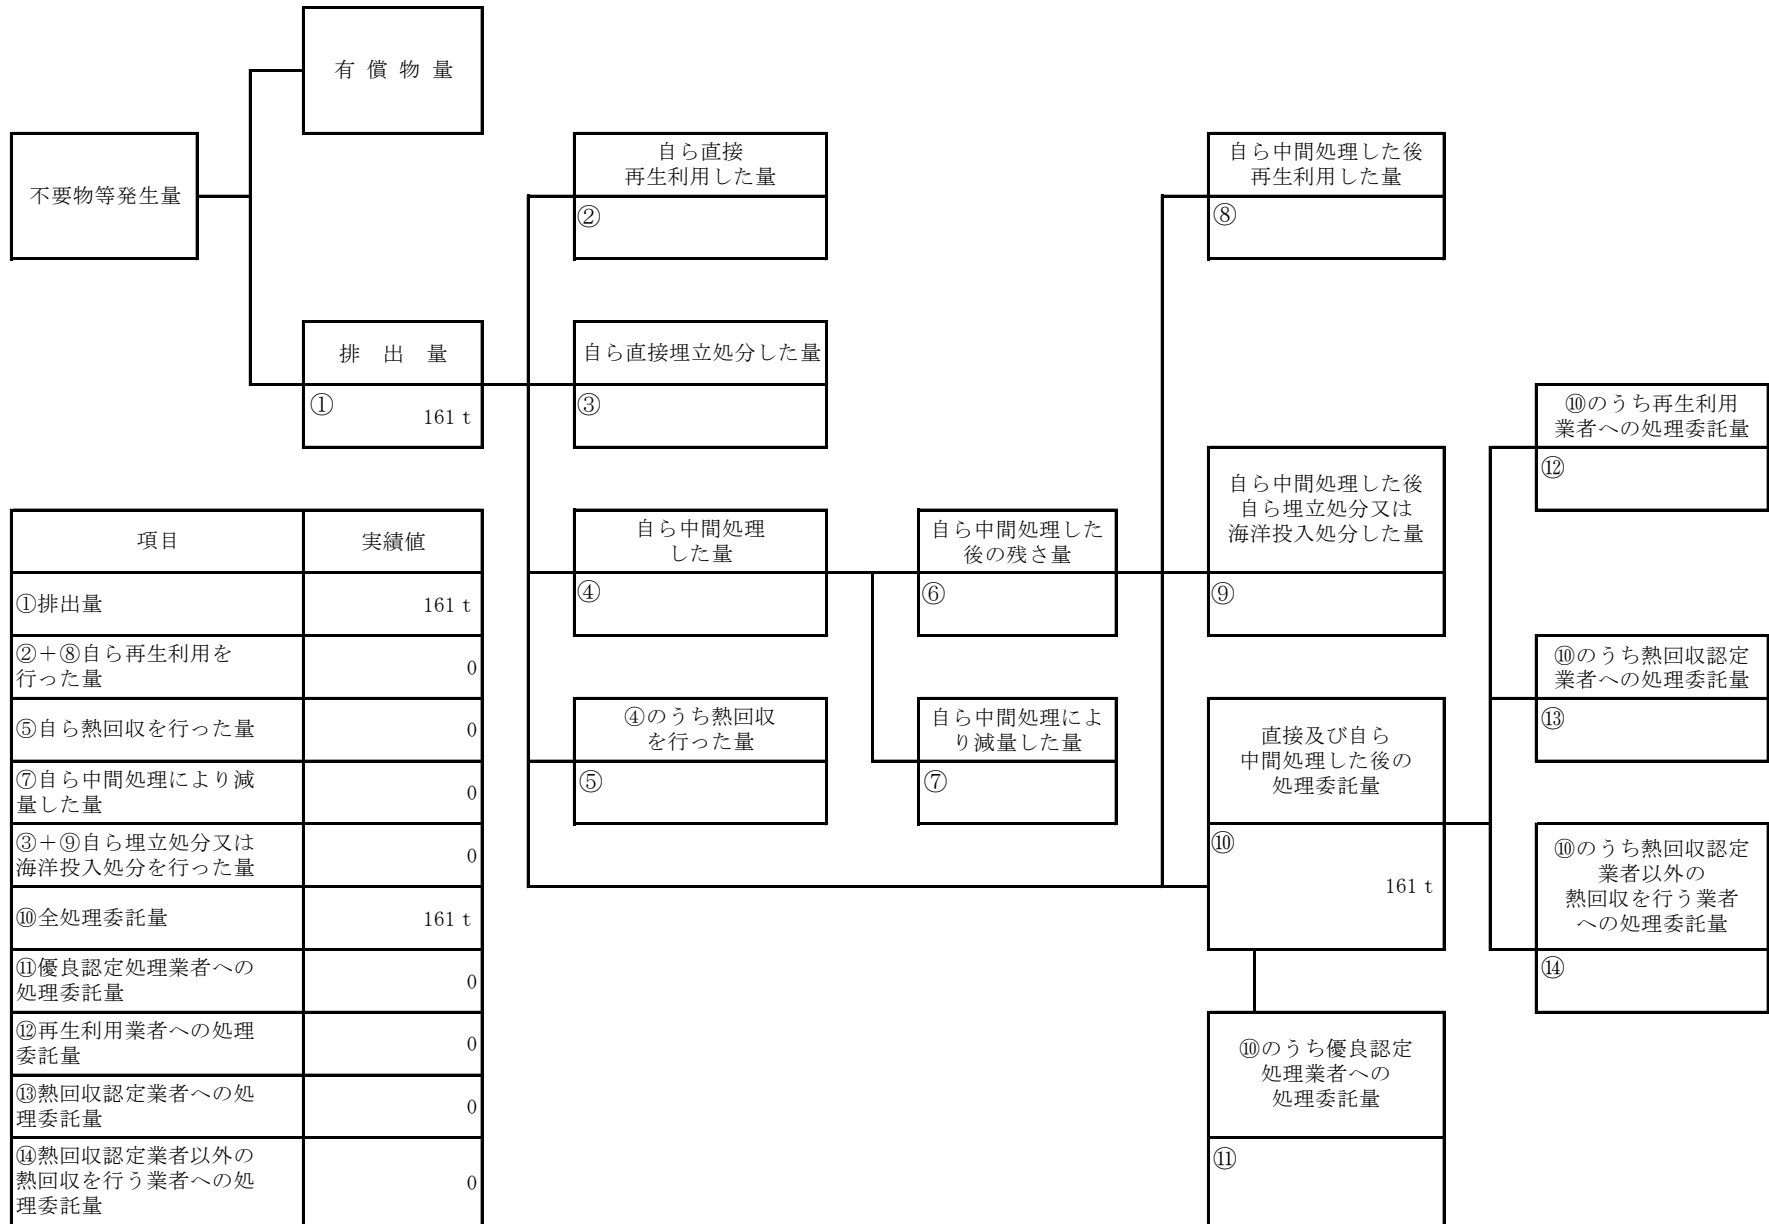 有 償 物 量
不要物等発生量
自ら直接
再生利用した量
②
自ら中間処理した後
再生利用した量
⑧
排 出 量
①
161 t
自ら直接埋立処分した量
③
⑩のうち再生利用
業者への処理委託量
⑫
自ら中間処理した後
自ら埋立処分又は
海洋投入処分した量
⑨
自ら中間処理
した量
④
自ら中間処理した
後の残さ量
⑥
⑩のうち熱回収認定
業者への処理委託量
⑬
④のうち熱回収
を行った量
⑤
自ら中間処理によ
り減量した量
⑦
直接及び自ら
中間処理した後の
処理委託量
⑩
161 t
⑩のうち熱回収認定
業者以外の
熱回収を行う業者
への処理委託量
⑭
⑩のうち優良認定
処理業者への
処理委託量
⑪
項目 実績値
①排出量 161 t
②＋⑧自ら再生利用を
行った量 0
⑤自ら熱回収を行った量 0
⑦自ら中間処理により減
量した量 0
③＋⑨自ら埋立処分又は
海洋投入処分を行った量 0
⑩全処理委託量 161 t
⑪優良認定処理業者への
処理委託量 0
⑫再生利用業者への処理
委託量 0
⑬熱回収認定業者への処
理委託量 0
⑭熱回収認定業者以外の
熱回収を行う業者への処
理委託量 0